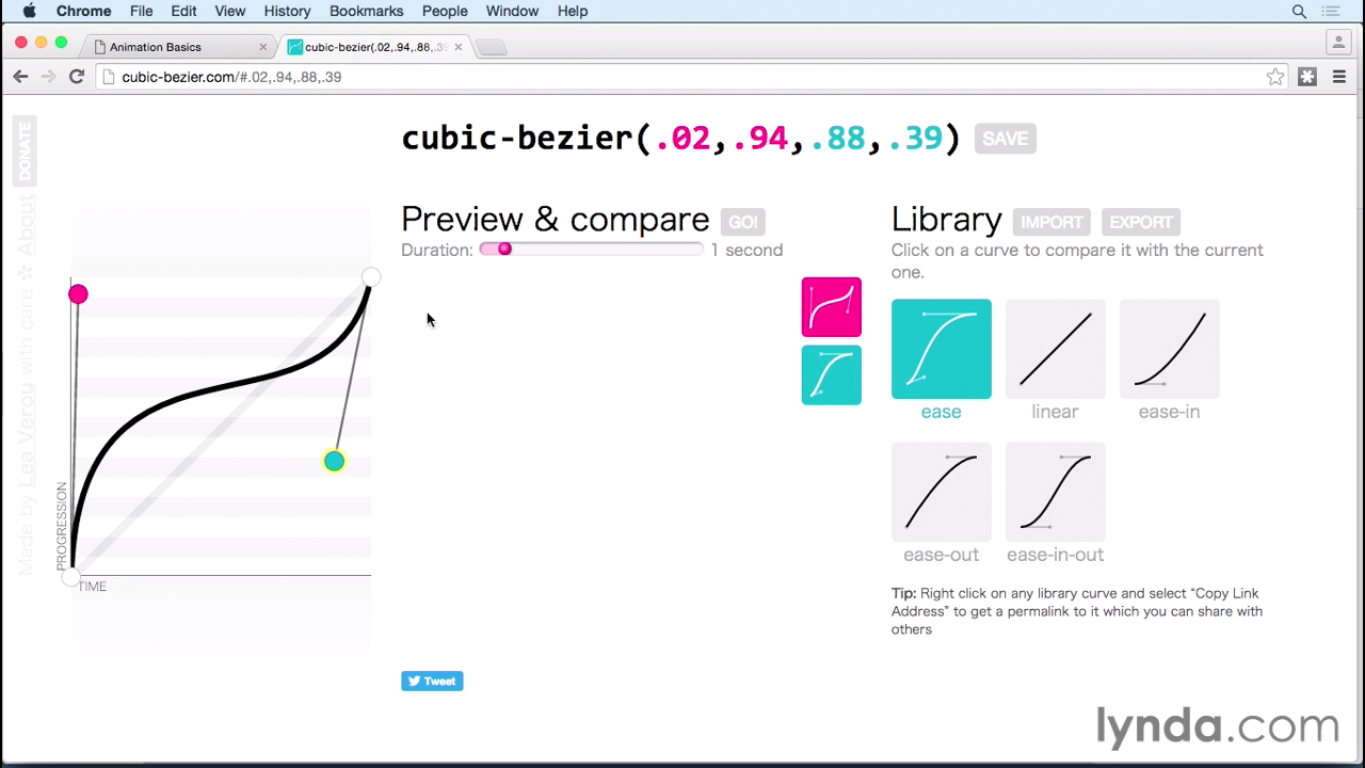 Chrome File Edit View History Bookmarks People Window Help
Animation Basics
cubic-bezier(.02,.94,.88,.39
cubic-bezier.com/#.02,.94,.88,.39
DONATE
Made by Lea Verou with care ✻ About
cubic-bezier(.02,.94,.88,.39) SAVE
PROGRESSION
TIME
Preview & compare GO!
Duration: 1 second
Library IMPORT EXPORT
Click on a curve to compare it with the current
one.
ease linear ease-in
ease-out ease-in-out
Tip: Right click on any library curve and select “Copy Link
Address” to get a permalink to it which you can share with
others
Tweet
lynda.com